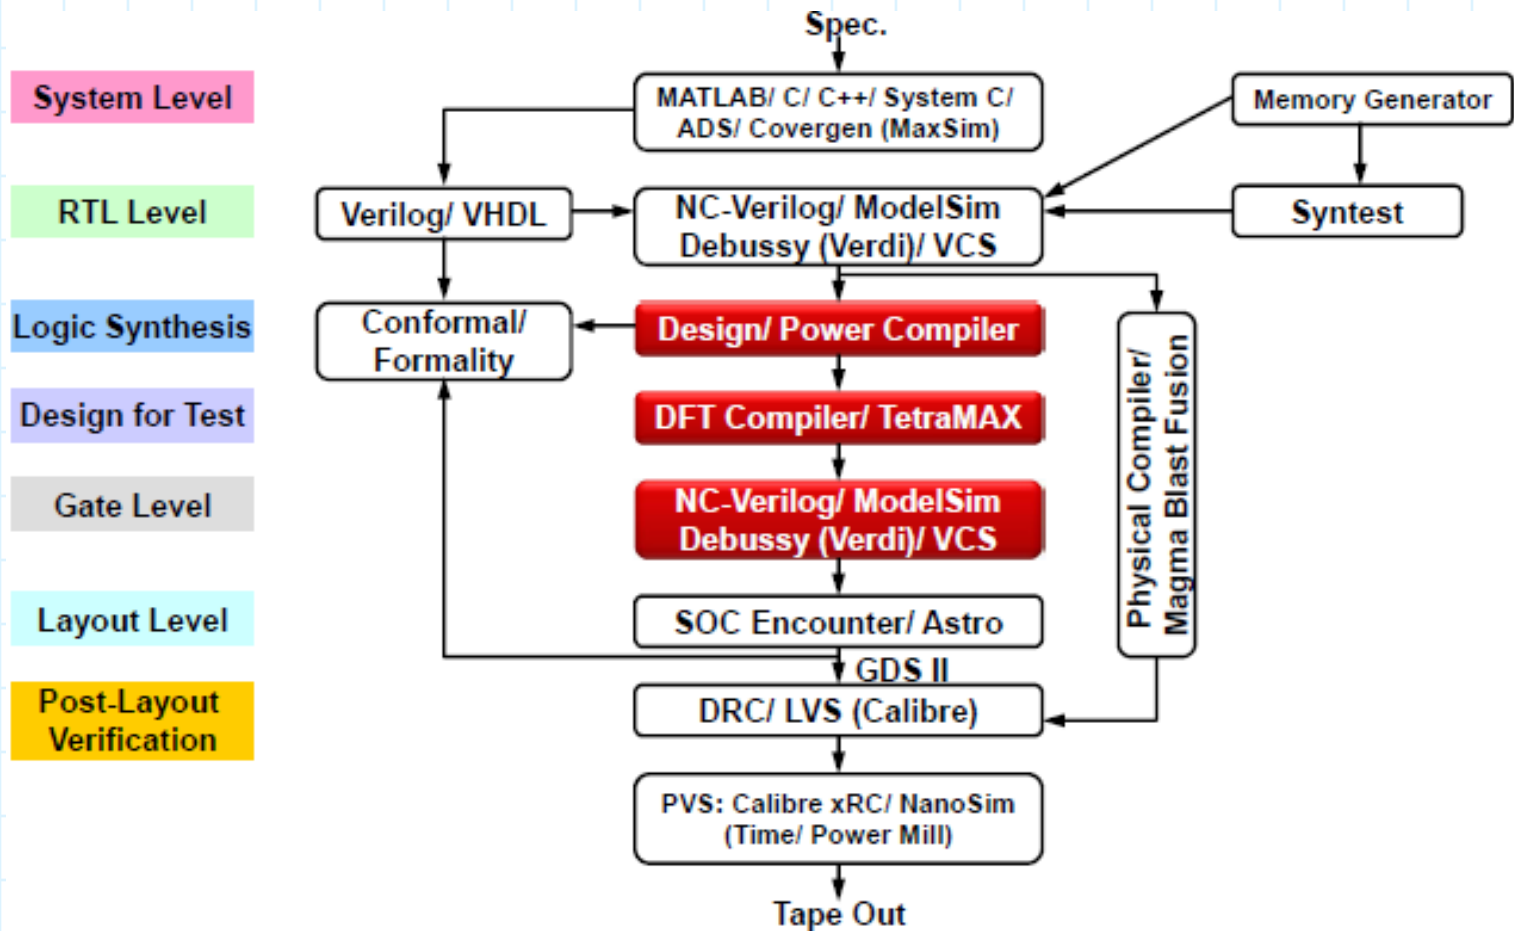 Spec.
System Level
MATLAB/ C/ C++/ System C/
ADS/ Covergen (MaxSim)
Memory Generator
RTL Level
Verilog/ VHDL
NC-Verilog/ ModelSim
Debussy (Verdi)/ VCS
Syntest
Logic Synthesis
Conformal/
Formality
Design/ Power Compiler
Physical Compiler/
Magma Blast Fusion
Design for Test
DFT Compiler/ TetraMAX
Gate Level
NC-Verilog/ ModelSim
Debussy (Verdi)/ VCS
Layout Level
SOC Encounter/ Astro
GDS II
Post-Layout
Verification
DRC/ LVS (Calibre)
PVS: Calibre xRC/ NanoSim
(Time/ Power Mill)
Tape Out